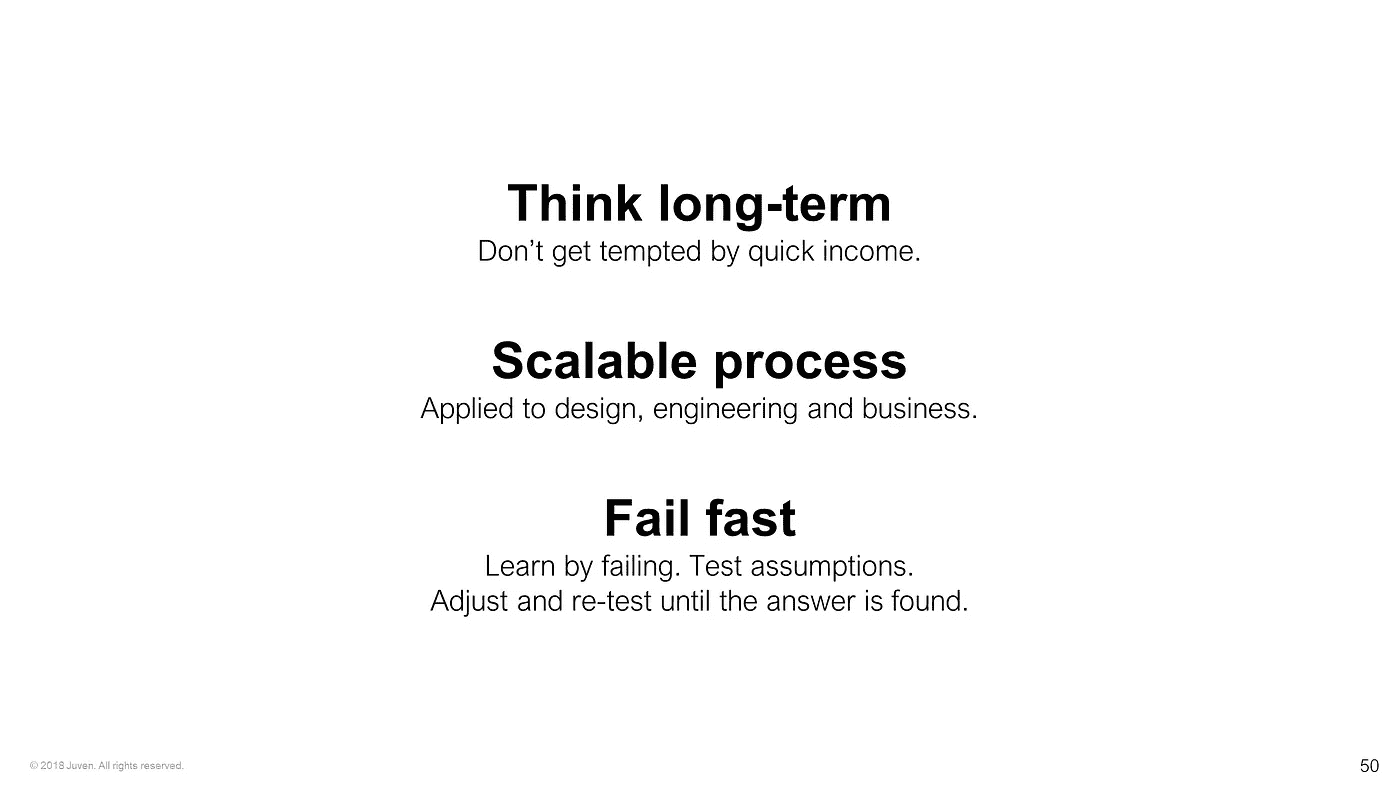 Think long-term
Don’t get tempted by quick income.
Scalable process
Applied to design, engineering and business.
Fail fast
Learn by failing. Test assumptions.
Adjust and re-test until the answer is found.
© 2018 Juven. All rights reserved.
50